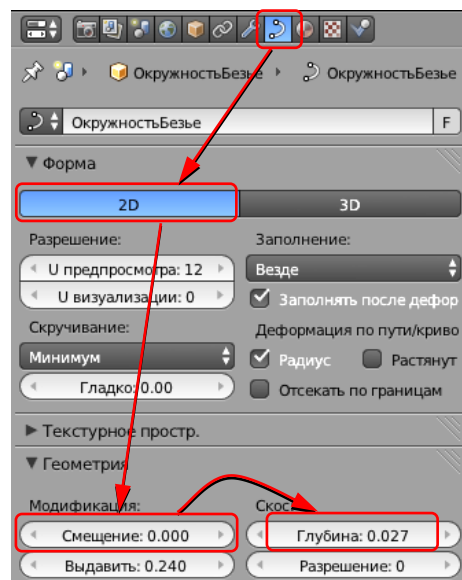 ОкружностьБезье ОкружностьБезье
ОкружностьБезье F
Форма
2D 3D
Разрешение: Заполнение:
U предпросмотра: 12 Везде
U визуализации: 0 Заполнять после дефор
Скручивание: Деформация по пути/криво
Минимум Радиус Растянут
Гладко: 0.00 Отсекать по границам
Текстурное простр.
Геометрия
Модификация: Скос
Смещение: 0.000 Глубина: 0.027
Выдавить: 0.240 Разрешение: 0